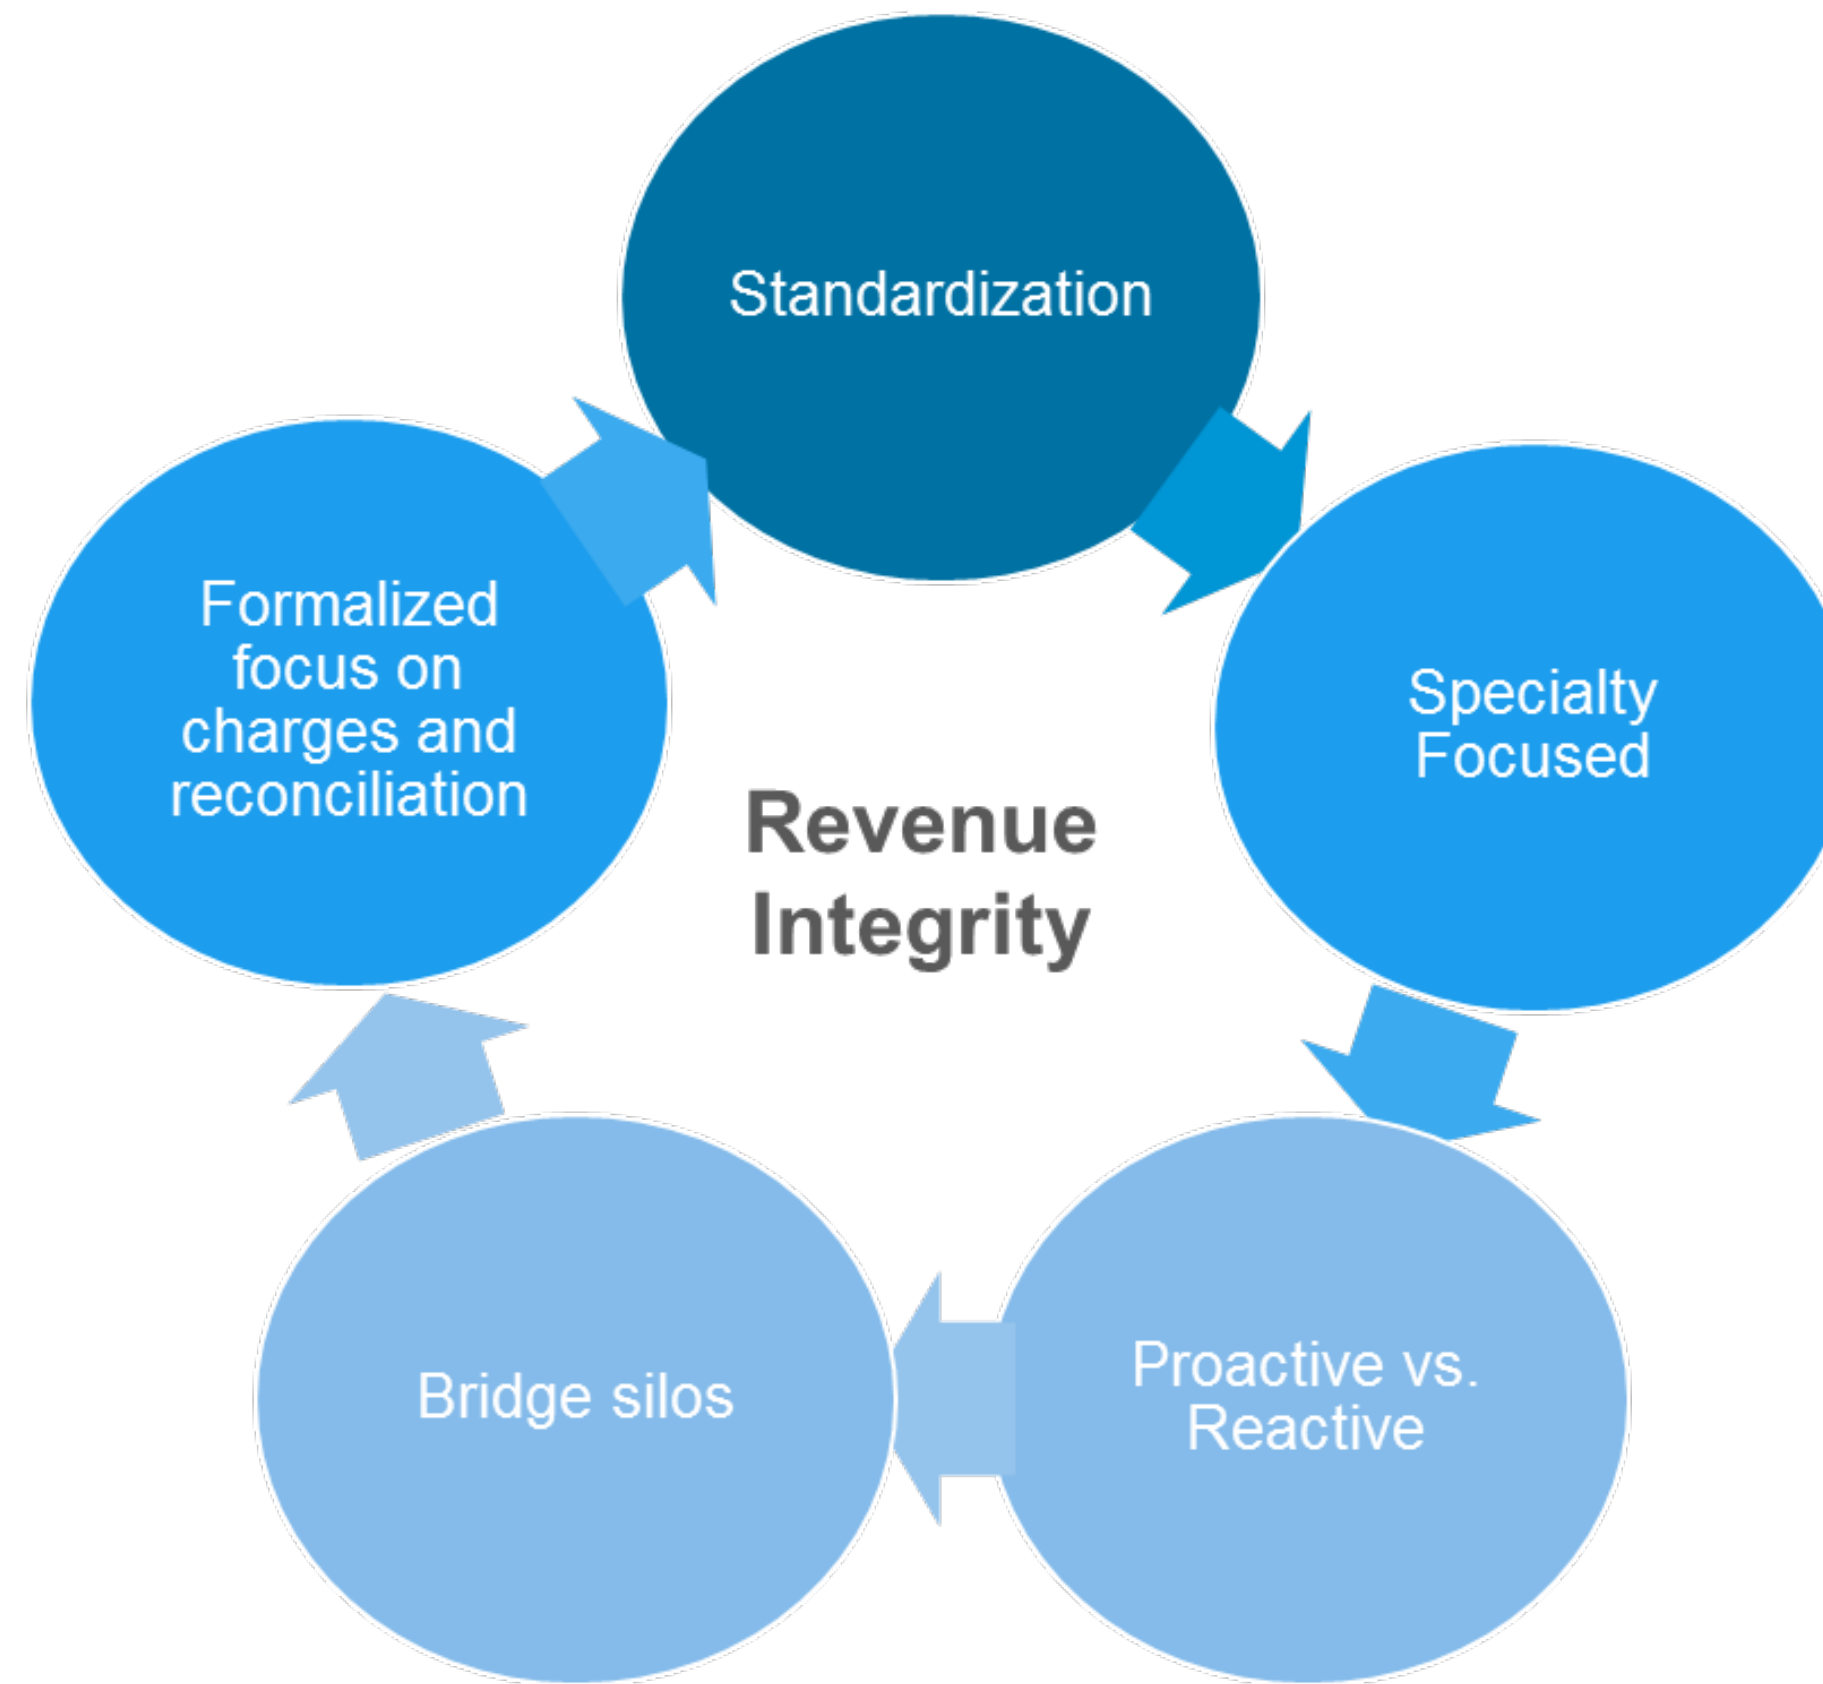 Standardization
Specialty
Focused
Proactive vs.
Reactive
Bridge silos
Formalized
focus on
charges and
reconciliation
Revenue
Integrity